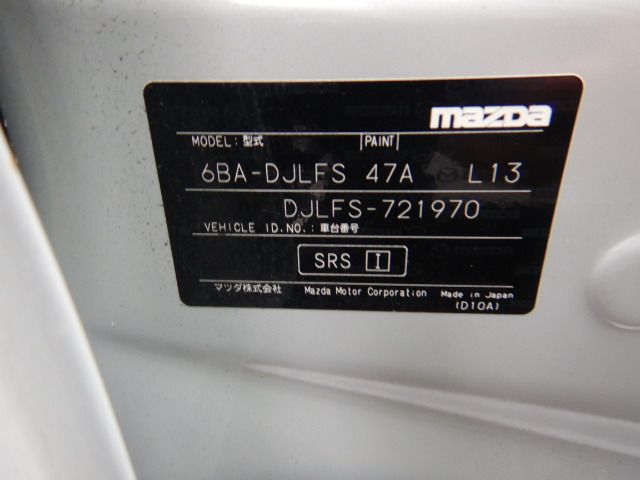 mazda
MODEL：型式 PAINT
6BA-DJLFS 47A L13
DJLFS-721970
VEHICLE ID.NO.：車台番号
SRS I
マツダ株式会社 Mazda Motor Corporation Made in Japan
(D10A)